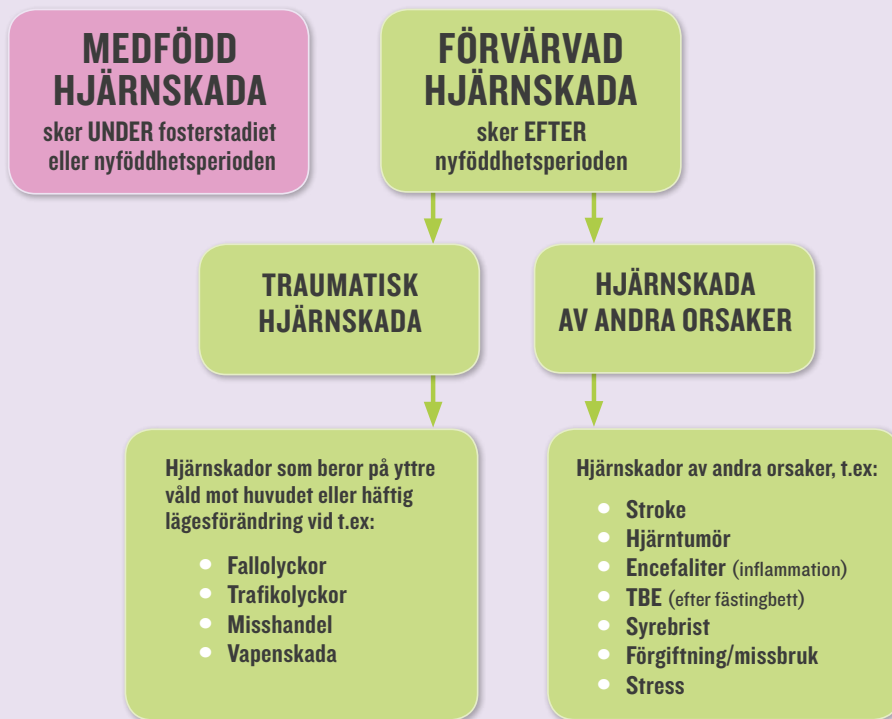 MEDFÖDD
HJÄRNSKADA
sker UNDER fosterstadiet
eller nyföddhetsperioden
FÖRVÄRVAD
HJÄRNSKADA
sker EFTER
nyföddhetsperioden
TRAUMATISK
HJÄRNSKADA
HJÄRNSKADA
AV ANDRA ORSAKER
Hjärnskador som beror på yttre
våld mot huvudet eller häftig
lägesförändring vid t.ex:
• Fallolyckor
• Trafikolyckor
• Misshandel
• Vapenskada
Hjärnskador av andra orsaker, t.ex:
• Stroke
• Hjärntumör
• Encefaliter (inflammation)
• TBE (efter fästingbett)
• Syrebrist
• Förgiftning/missbruk
• Stress